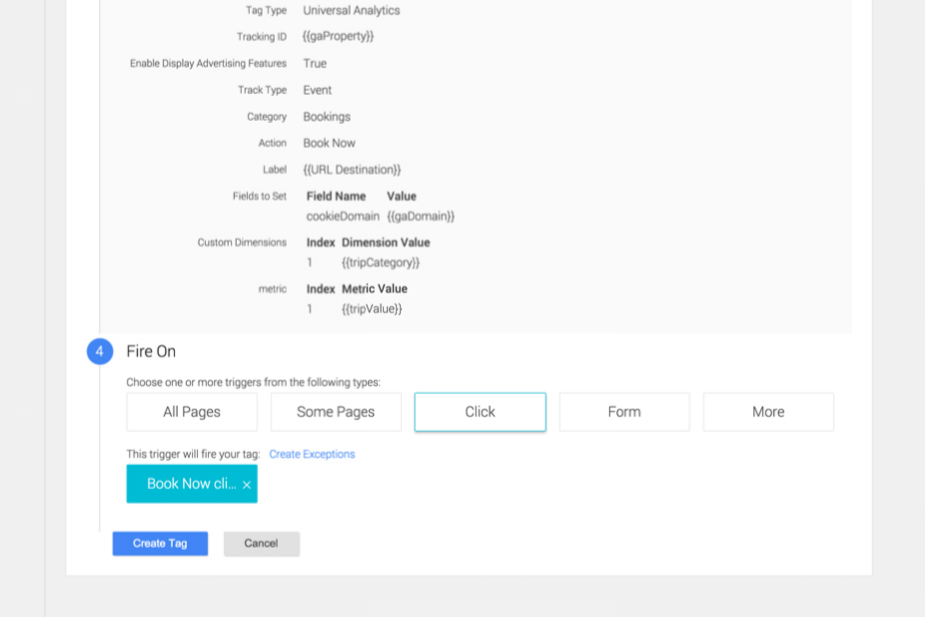 Tag Type Universal Analytics
Tracking ID {{gaProperty}}
Enable Display Advertising Features True
Track Type Event
Category Bookings
Action Book Now
Label {{URL Destination}}
Fields to Set Field Name Value
cookieDomain {{gaDomain}}
Custom Dimensions Index Dimension Value
1 {{tripCategory}}
metric Index Metric Value
1 {{tripValue}}
4 Fire On
Choose one or more triggers from the following types:
All Pages Some Pages Click Form More
This trigger will fire your tag: Create Exceptions
Book Now cli... ×
Create Tag Cancel